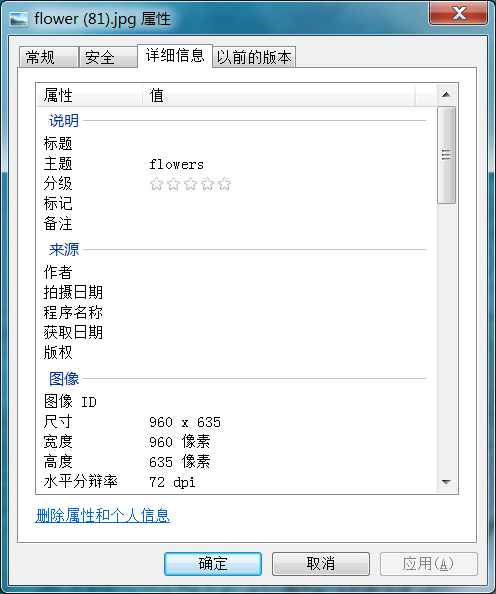 flower (81).jpg 属性
常规 安全 详细信息 以前的版本
属性 值
说明
标题
主题 flowers
分级
标记
备注
来源
作者
拍摄日期
程序名称
获取日期
版权
图像
图像 ID
尺寸 960 x 635
宽度 960 像素
高度 635 像素
水平分辩率 72 dpi
删除属性和个人信息
确定 取消 应用(A)